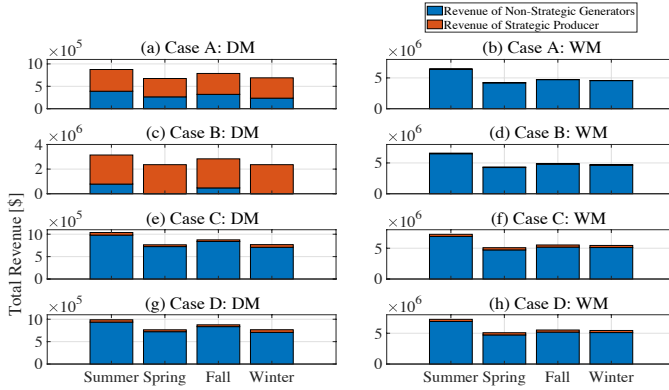 Revenue of Non-Strategic Generators
Revenue of Strategic Producer
Total Revenue [$]
(a) Case A: DM
×10^5
10
5
0
(b) Case A: WM
×10^6
5
0
(c) Case B: DM
×10^6
4
2
0
(d) Case B: WM
×10^6
5
0
(e) Case C: DM
×10^5
10
5
0
(f) Case C: WM
×10^6
5
0
(g) Case D: DM
×10^5
10
5
0
Summer Spring Fall Winter
(h) Case D: WM
×10^6
5
0
Summer Spring Fall Winter